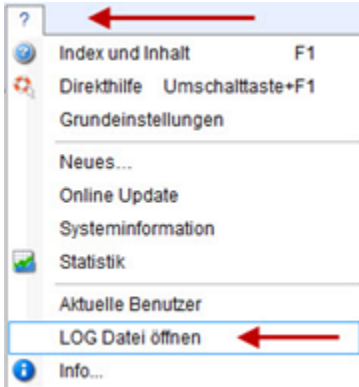 ?
Index und Inhalt F1
Direkthilfe Umschalttaste+F1
Grundeinstellungen
Neues...
Online Update
Systeminformation
Statistik
Aktuelle Benutzer
LOG Datei öffnen
Info...